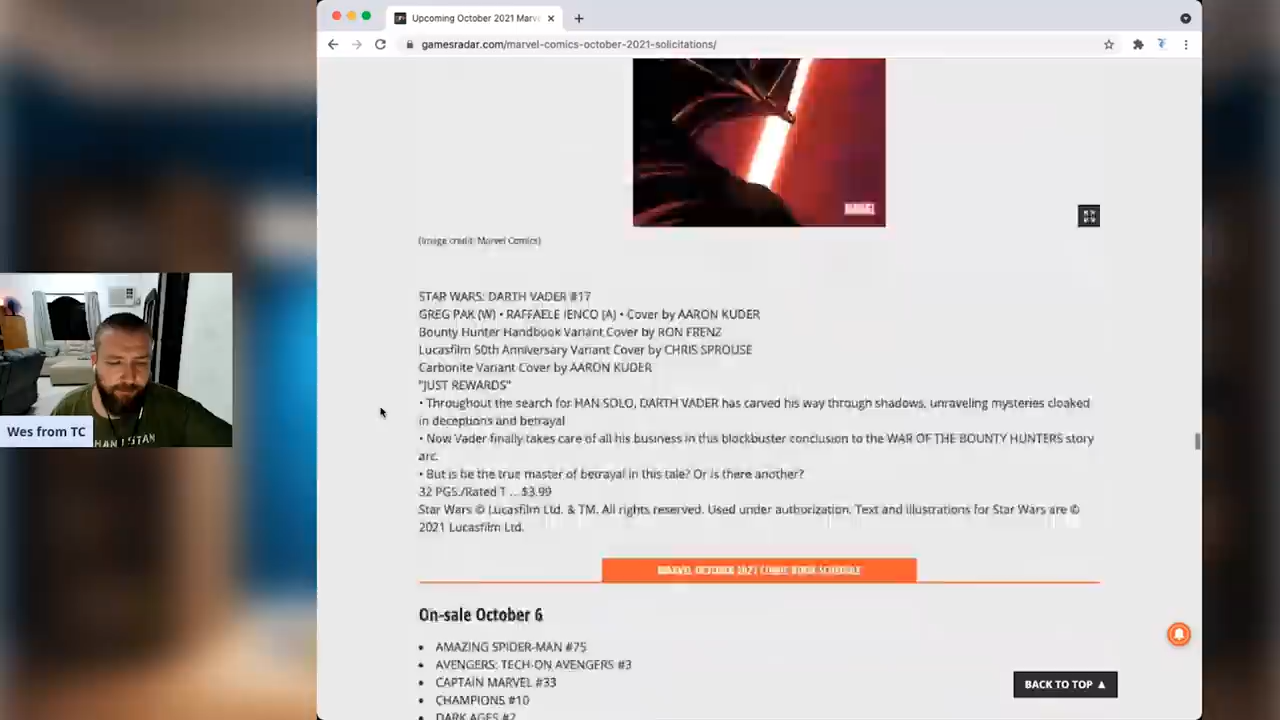 Upcoming October 2021 Marv
gamesradar.com/marvel-comics-october-2021-solicitations/
MARVEL
(Image credit: Marvel Comics)
STAR WARS: DARTH VADER #17
GREG PAK (W) • RAFFAELE IENCO (A) • Cover by AARON KUDER
Bounty Hunter Handbook Variant Cover by RON FRENZ
Lucasfilm 50th Anniversary Variant Cover by CHRIS SPROUSE
Carbonite Variant Cover by AARON KUDER
"JUST REWARDS"
• Throughout the search for HAN SOLO, DARTH VADER has carved his way through shadows, unraveling mysteries cloaked
in deceptions and betrayal
• Now Vader finally takes care of all his business in this blockbuster conclusion to the WAR OF THE BOUNTY HUNTERS story
arc.
• But is be the true master of betrayal in this tale? Or is there another?
32 PGS./Rated T ... $3.99
Star Wars © Lucasfilm Ltd. & TM. All rights reserved. Used under authorization. Text and illustrations for Star Wars are ©
2021 Lucasfilm Ltd.
MARVEL OCTOBER 2021 COMIC BOOK SCHEDULE
On-sale October 6
• AMAZING SPIDER-MAN #75
• AVENGERS: TECH-ON AVENGERS #3
• CAPTAIN MARVEL #33
• CHAMPIONS #10
• DARK AGES #2
BACK TO TOP ▲
Wes from TC